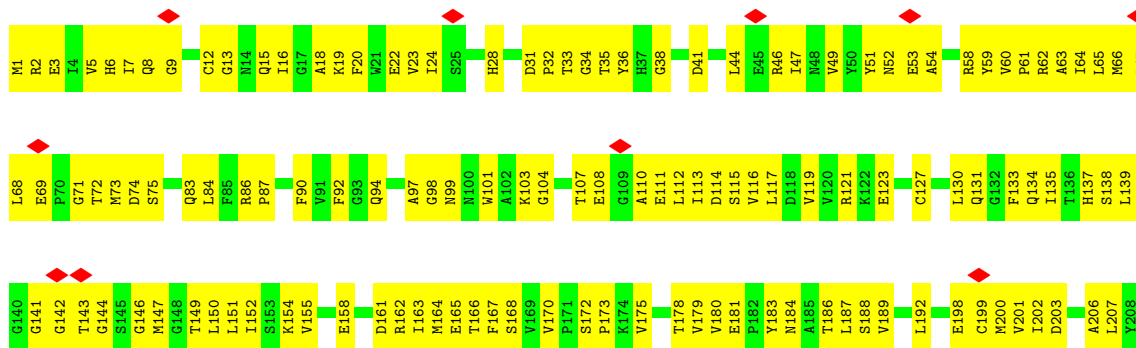 M1 R2 E3 I4 V5 H6 I7 Q8 G9 C12 G13 N14 Q15 I16 G17 A18 K19 F20 W21 E22 V23 I24 S25 H28 D31 P32 T33 G34 T35 Y36 H37 G38 D41 L44 E45 R46 I47 N48 V49 Y50 Y51 N52 E53 A54 R58 Y59 V60 P61 R62 A63 I64 L65 M66
L68 E69 P70 G71 T72 M73 D74 S75 Q83 L84 F85 R86 P87 F90 V91 F92 G93 Q94 A97 G98 N99 N100 W101 A102 K103 G104 T107 E108 G109 A110 E111 L112 I113 D114 S115 V116 L117 D118 V119 V120 R121 K122 E123 C127 L130 Q131 G132 F133 Q134 I135 T136 H137 S138 L139
G140 G141 G142 T143 G144 S145 G146 M147 G148 T149 L150 L151 I152 S153 K154 V155 E158 D161 R162 I163 M164 E165 T166 F167 S168 V169 V170 P171 S172 P173 K174 V175 T178 V179 V180 E181 P182 Y183 N184 A185 T186 L187 S188 V189 L192 E198 C199 M200 V201 I202 D203 A206 L207 Y208